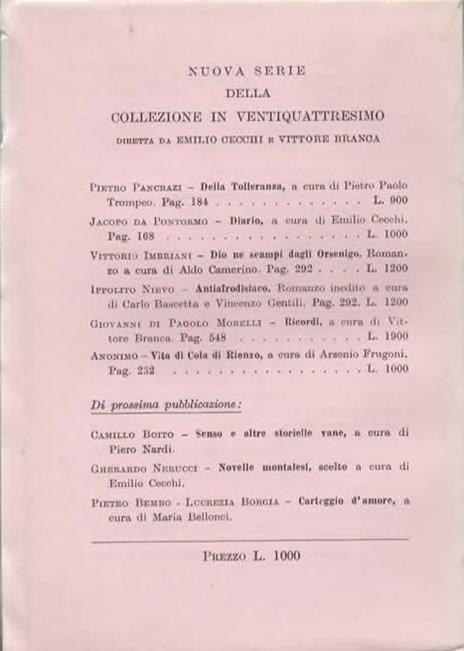 NUOVA SERIE
DELLA
COLLEZIONE IN VENTIQUATTRESIMO
DIRETTA DA EMILIO CECCHI E VITTORE BRANCA
PIETRO PANCRAZI – Della Tolleranza, a cura di Pietro Paolo
Trompeo. Pag. 184 . . . . . . . . . . . . . L. 900
JACOPO DA PONTORMO – Diario, a cura di Emilio Cecchi.
Pag. 168 . . . . . . . . . . . . . . . . . L. 1000
VITTORIO IMBRIANI – Dio ne scampi dagli Orsenigo. Roman-
zo a cura di Aldo Camerino. Pag. 292 . . . . L. 1200
IPPOLITO NIEVO – Antiafrodisiaco. Romanzo inedito a cura
di Carlo Bascetta e Vincenzo Gentili. Pag. 292. L. 1200
GIOVANNI DI PAGOLO MORELLI – Ricordi, a cura di Vit-
tore Branca. Pag. 548 . . . . . . . . . . . L. 1900
ANONIMO – Vita di Cola di Rienzo, a cura di Arsenio Frugoni.
Pag. 232 . . . . . . . . . . . . . . . . . L. 1000
Di prossima pubblicazione:
CAMILLO BOITO – Senso e altre storielle vane, a cura di
Piero Nardi.
GHERARDO NERUCCI – Novelle montalesi, scelte a cura di
Emilio Cecchi.
PIETRO BEMBO - LUCREZIA BORGIA – Carteggio d'amore, a
cura di Maria Bellonci.
PREZZO L. 1000